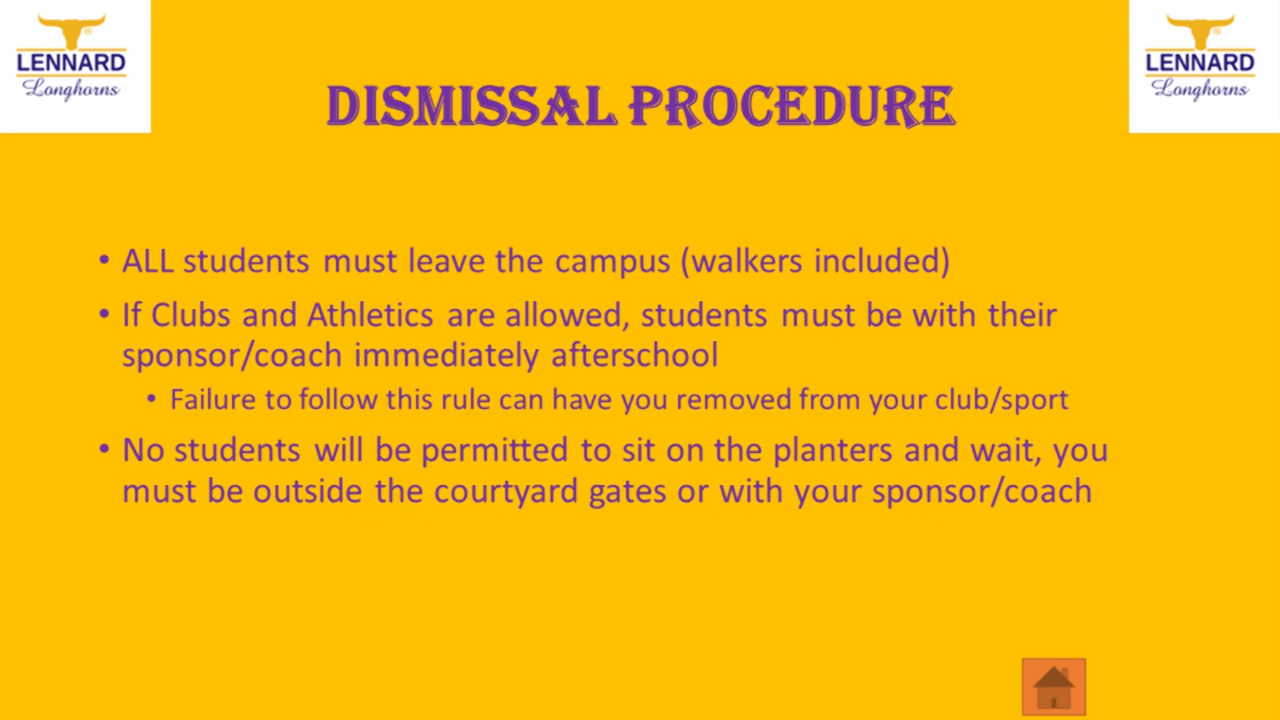 LENNARD
Longhorns
LENNARD
Longhorns
DISMISSAL PROCEDURE
• ALL students must leave the campus (walkers included)
• If Clubs and Athletics are allowed, students must be with their
sponsor/coach immediately afterschool
• Failure to follow this rule can have you removed from your club/sport
• No students will be permitted to sit on the planters and wait, you
must be outside the courtyard gates or with your sponsor/coach